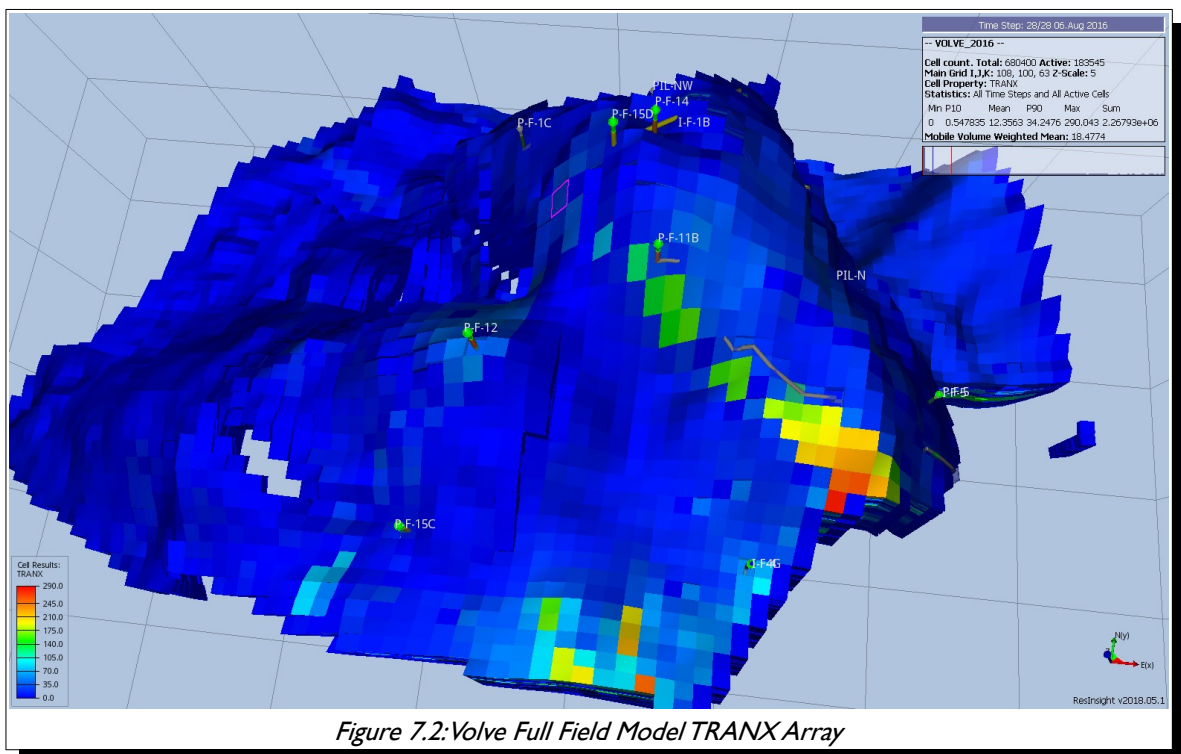 Time Step: 28/28 06.Aug 2016
-- VOLVE_2016 --
Cell count. Total: 680400 Active: 183545
Main Grid I,J,K: 108, 100, 63 Z-Scale: 5
Cell Property: TRANX
Statistics: All Time Steps and All Active Cells
Min P10 Mean P90 Max Sum
0 0.547835 12.3563 34.2476 290.043 2.26793e+06
Mobile Volume Weighted Mean: 18.4774
PIL-NW
P-F-14
P-F-15D
I-F-1B
P-F-1C
P-F-11B
PIL-N
P-F-12
P-F-15C
Cell Results:
TRANX
290.0
245.0
210.0
175.0
140.0
105.0
70.0
35.0
0.0
N(y)
E(x)
ResInsight v2018.05.1
Figure 7.2: Volve Full Field Model TRANX Array